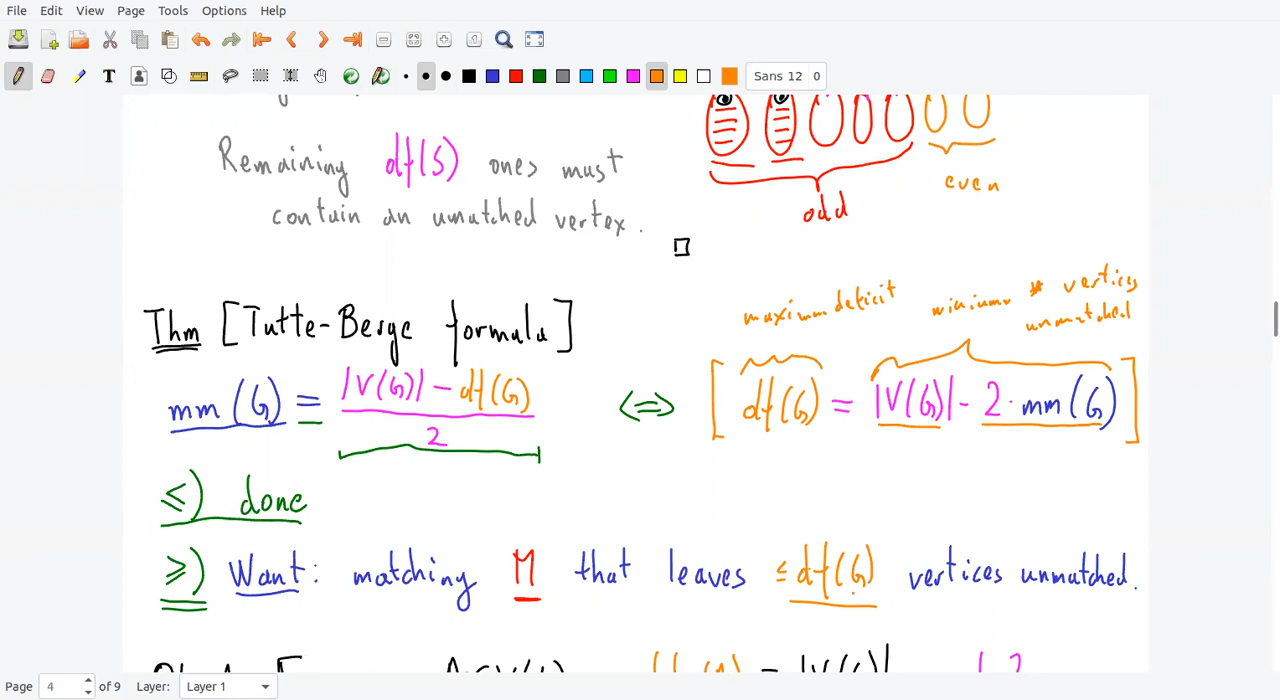 File Edit View Page Tools Options Help
Sans 12 0
Remaining df(S) ones must
contain an unmatched vertex.
odd
even
□
Thm [Tutte-Berge formula]
maximum deficit
minimum # vertices
unmatched
mm(G) = |V(G)| - df(G)
2
<=> [df(G) = |V(G)| - 2·mm(G)]
≤) done
≥) Want: matching M that leaves ≤df(G) vertices unmatched.
Page 4 of 9 Layer: Layer 1